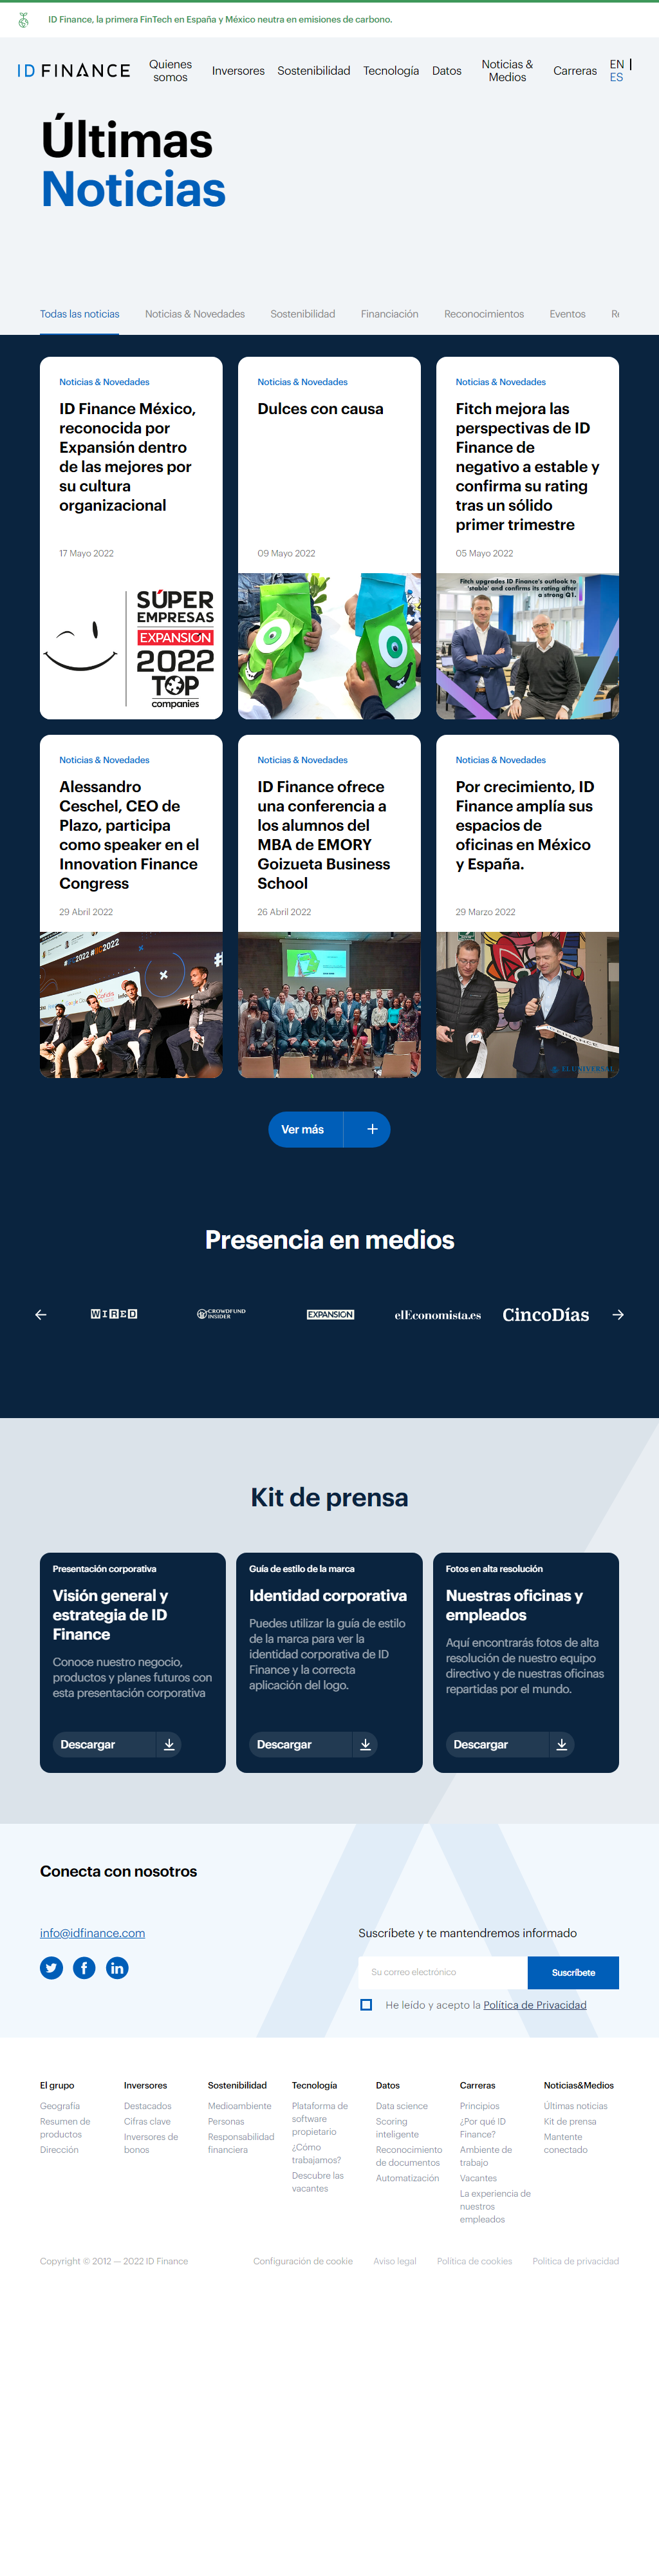 ID Finance, la primera FinTech en España y México neutra en emisiones de carbono.
ID FINANCE
Quienes somos
Inversores
Sostenibilidad
Tecnología
Datos
Noticias & Medios
Carreras
EN |
ES
Últimas
Noticias
Todas las noticias
Noticias & Novedades
Sostenibilidad
Financiación
Reconocimientos
Eventos
Noticias & Novedades
ID Finance México,
reconocida por
Expansión dentro
de las mejores por
su cultura
organizacional
17 Mayo 2022
SÚPER
EMPRESAS
EXPANSIÓN
2022
TOP
companies
Noticias & Novedades
Dulces con causa
09 Mayo 2022
Noticias & Novedades
Fitch mejora las
perspectivas de ID
Finance de
negativo a estable y
confirma su rating
tras un sólido
primer trimestre
05 Mayo 2022
Fitch upgrades ID Finance's outlook to
'stable' and confirms its rating after
a strong Q1.
Noticias & Novedades
Alessandro
Ceschel, CEO de
Plazo, participa
como speaker en el
Innovation Finance
Congress
29 Abril 2022
Noticias & Novedades
ID Finance ofrece
una conferencia a
los alumnos del
MBA de EMORY
Goizueta Business
School
26 Abril 2022
Noticias & Novedades
Por crecimiento, ID
Finance amplía sus
espacios de
oficinas en México
y España.
29 Marzo 2022
EL UNIVERSAL
Ver más
Presencia en medios
WIRED
CROWDFUND
INSIDER
EXPANSION
elEconomista.es
CincoDías
Kit de prensa
Presentación corporativa
Visión general y
estrategia de ID
Finance
Conoce nuestro negocio,
productos y planes futuros con
esta presentación corporativa
Descargar
Guía de estilo de la marca
Identidad corporativa
Puedes utilizar la guía de estilo
de la marca para ver la
identidad corporativa de ID
Finance y la correcta
aplicación del logo.
Descargar
Fotos en alta resolución
Nuestras oficinas y
empleados
Aquí encontrarás fotos de alta
resolución de nuestro equipo
directivo y de nuestras oficinas
repartidas por el mundo.
Descargar
Conecta con nosotros
info@idfinance.com
Suscríbete y te mantendremos informado
Su correo electrónico
Suscríbete
He leído y acepto la Política de Privacidad
El grupo
Geografía
Resumen de
productos
Dirección
Inversores
Destacados
Cifras clave
Inversores de
bonos
Sostenibilidad
Medioambiente
Personas
Responsabilidad
financiera
Tecnología
Plataforma de
software
propietario
¿Cómo
trabajamos?
Descubre las
vacantes
Datos
Data science
Scoring
inteligente
Reconocimiento
de documentos
Automatización
Carreras
Principios
¿Por qué ID
Finance?
Ambiente de
trabajo
Vacantes
La experiencia de
nuestros
empleados
Noticias&Medios
Últimas noticias
Kit de prensa
Mantente
conectado
Copyright © 2012 — 2022 ID Finance
Configuración de cookie
Aviso legal
Política de cookies
Política de privacidad